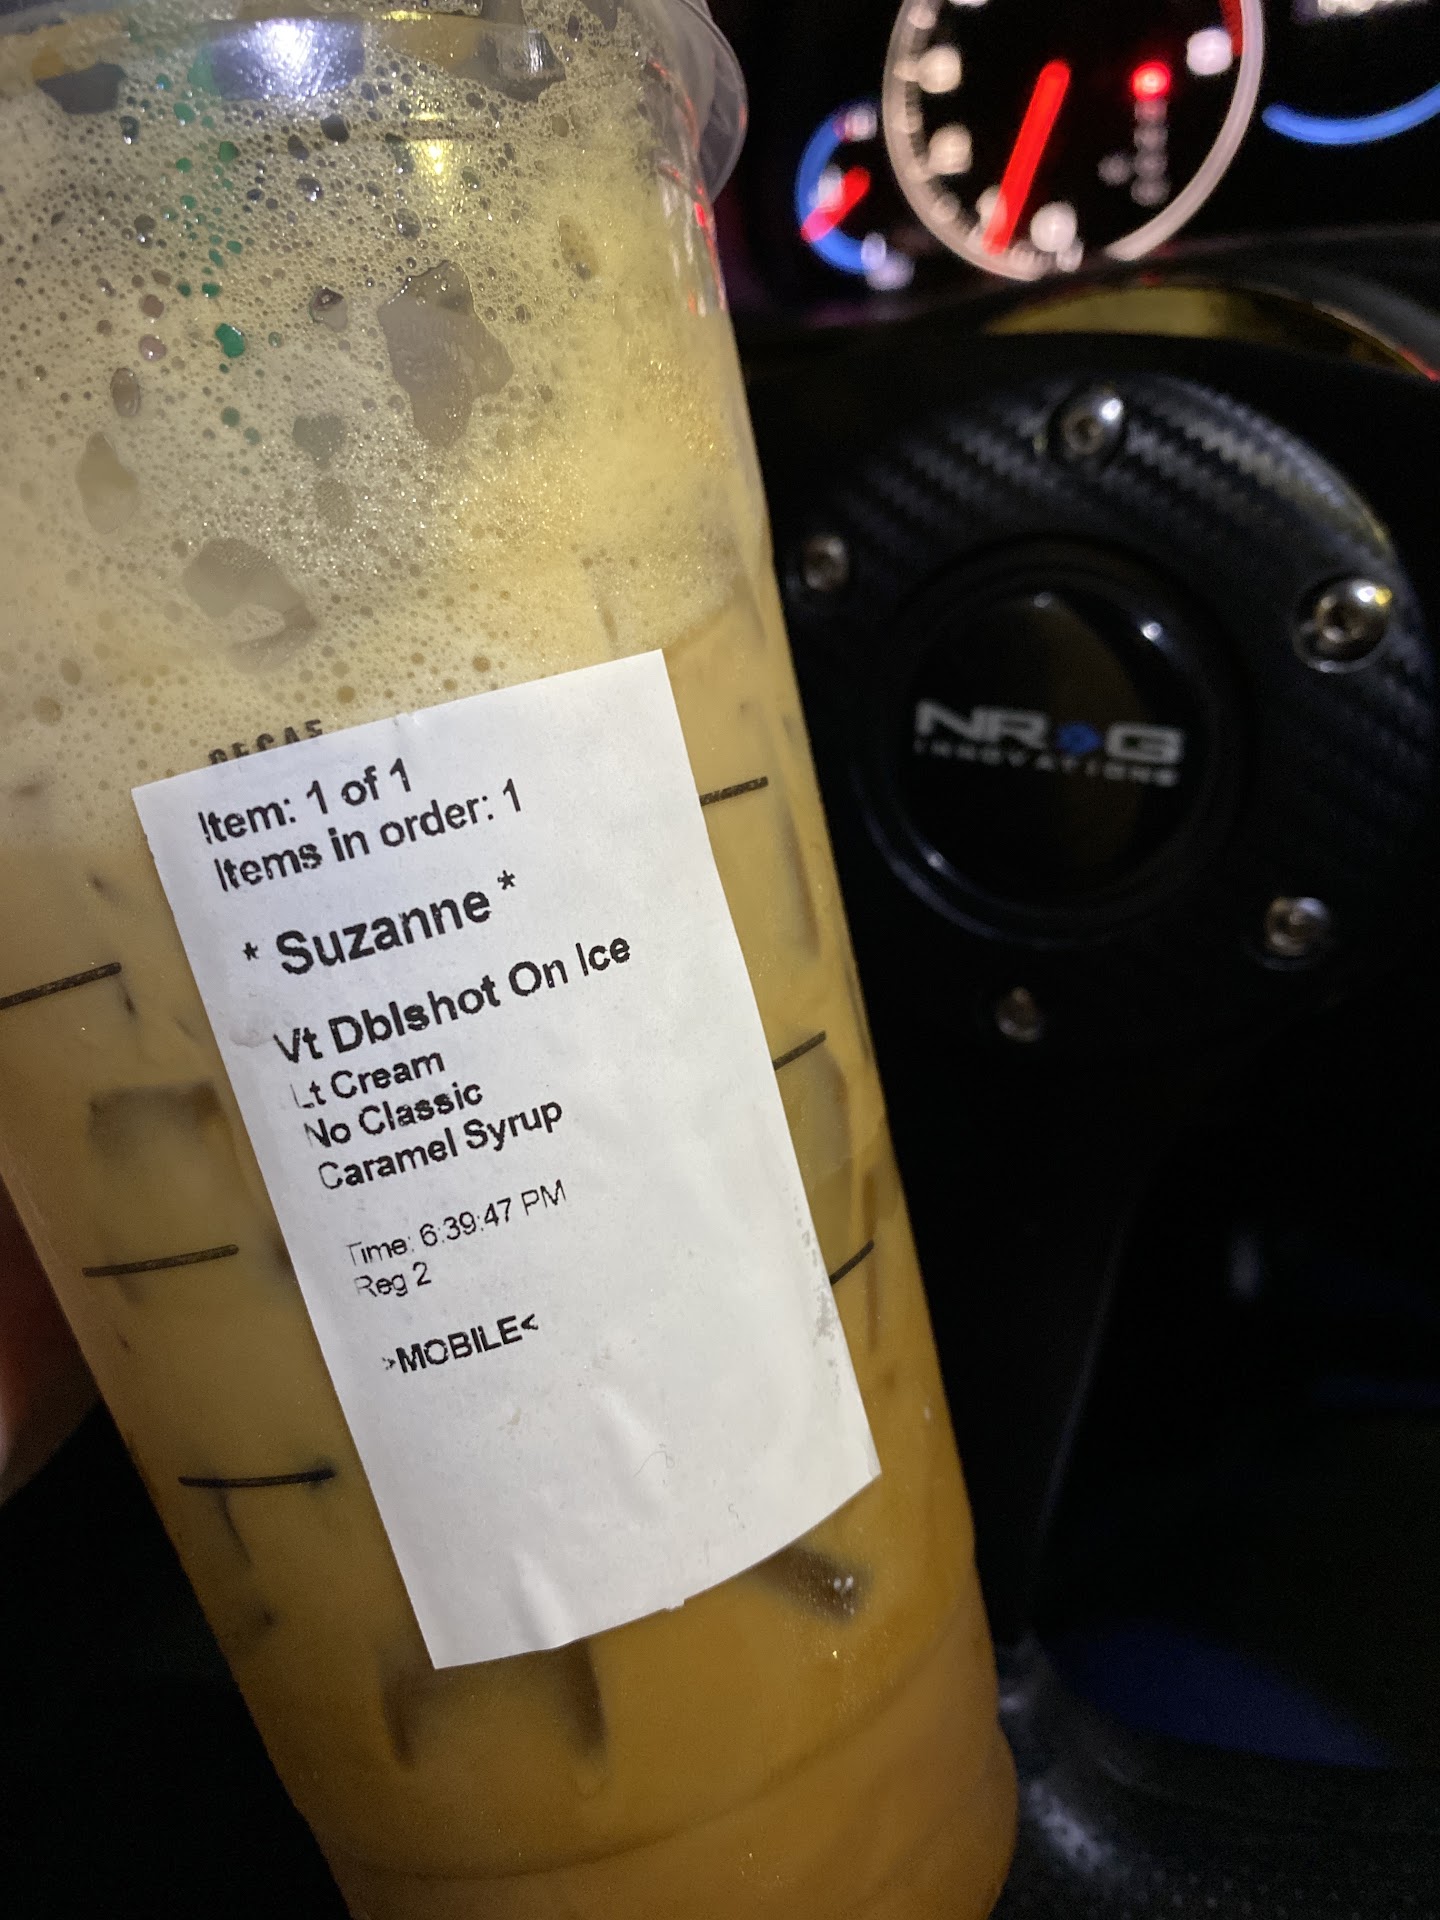 DECAF
Item: 1 of 1
Items in order: 1
* Suzanne *
Vt Dblshot On Ice
Lt Cream
No Classic
Caramel Syrup
Time: 6:39:47 PM
Reg 2
>MOBILE<
NRG
INNOVATIONS